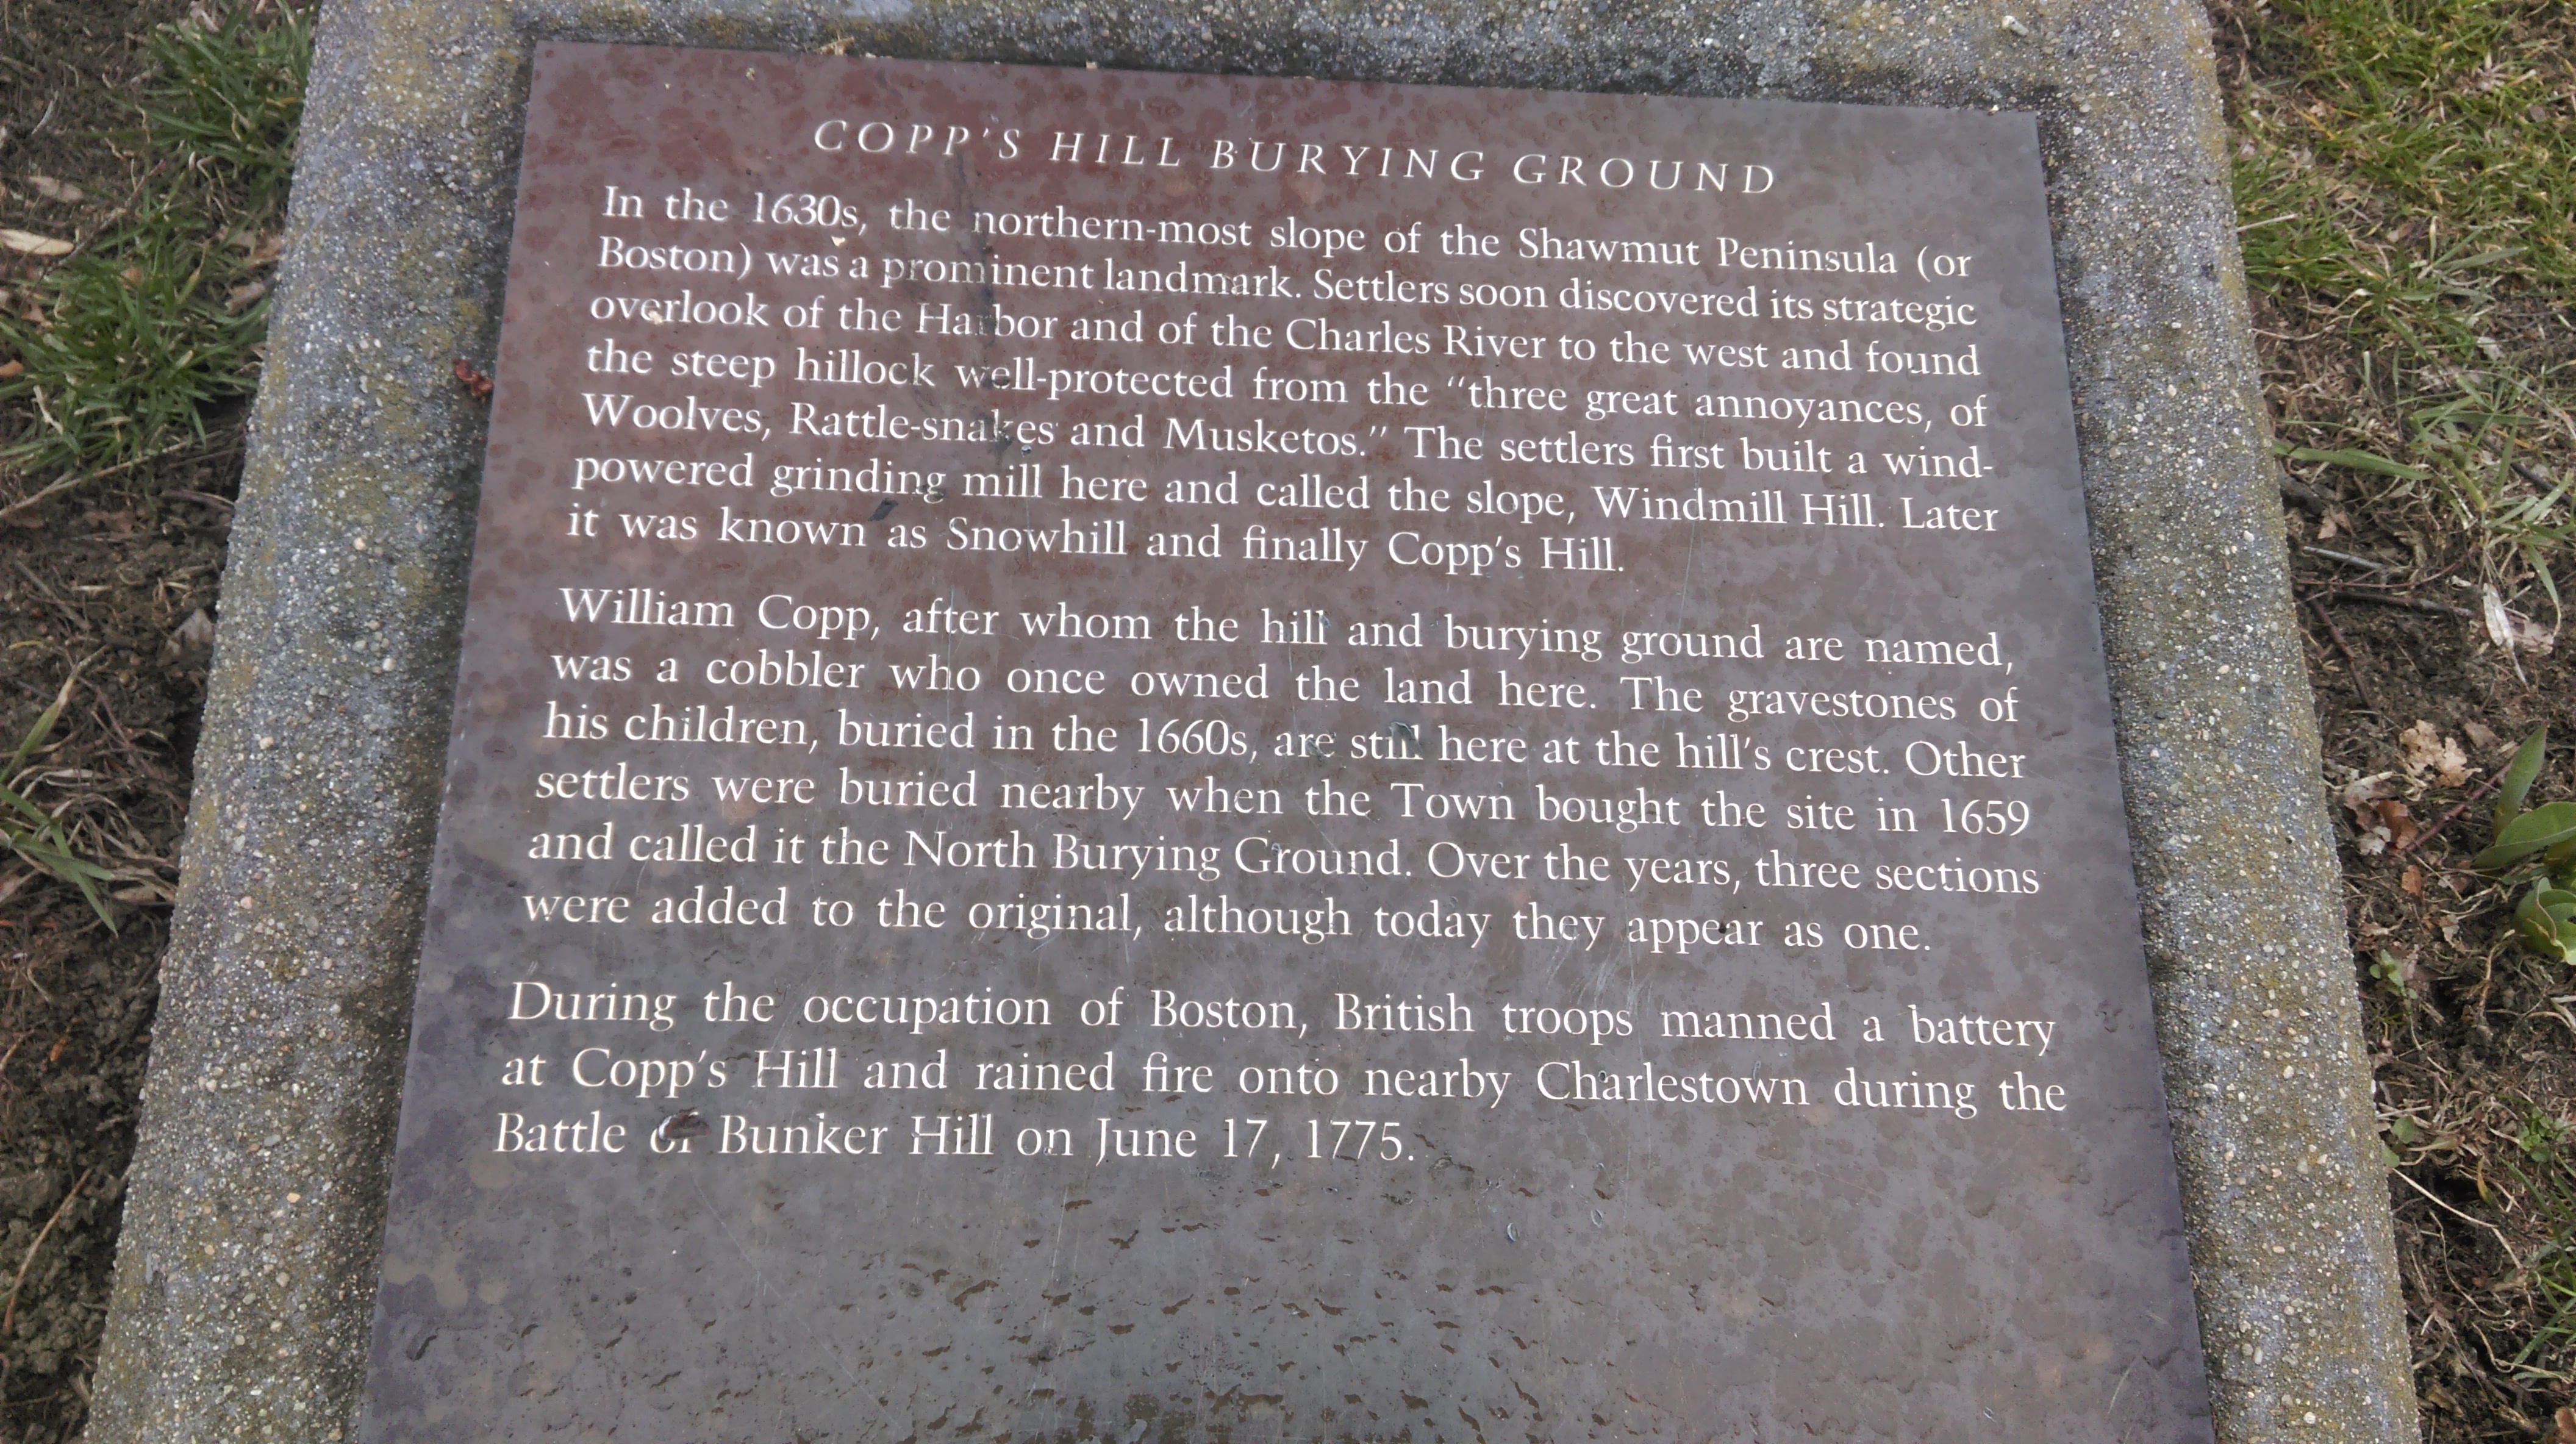 COPP'S HILL BURYING GROUND
In the 1630s, the northern-most slope of the Shawmut Peninsula (or
Boston) was a prominent landmark. Settlers soon discovered its strategic
overlook of the Harbor and of the Charles River to the west and found
the steep hillock well-protected from the "three great annoyances, of
Woolves, Rattle-snakes and Musketos." The settlers first built a wind-
powered grinding mill here and called the slope, Windmill Hill. Later
it was known as Snowhill and finally Copp's Hill.
William Copp, after whom the hill and burying ground are named,
was a cobbler who once owned the land here. The gravestones of
his children, buried in the 1660s, are still here at the hill's crest. Other
settlers were buried nearby when the Town bought the site in 1659
and called it the North Burying Ground. Over the years, three sections
were added to the original, although today they appear as one.
During the occupation of Boston, British troops manned a battery
at Copp's Hill and rained fire onto nearby Charlestown during the
Battle of Bunker Hill on June 17, 1775.